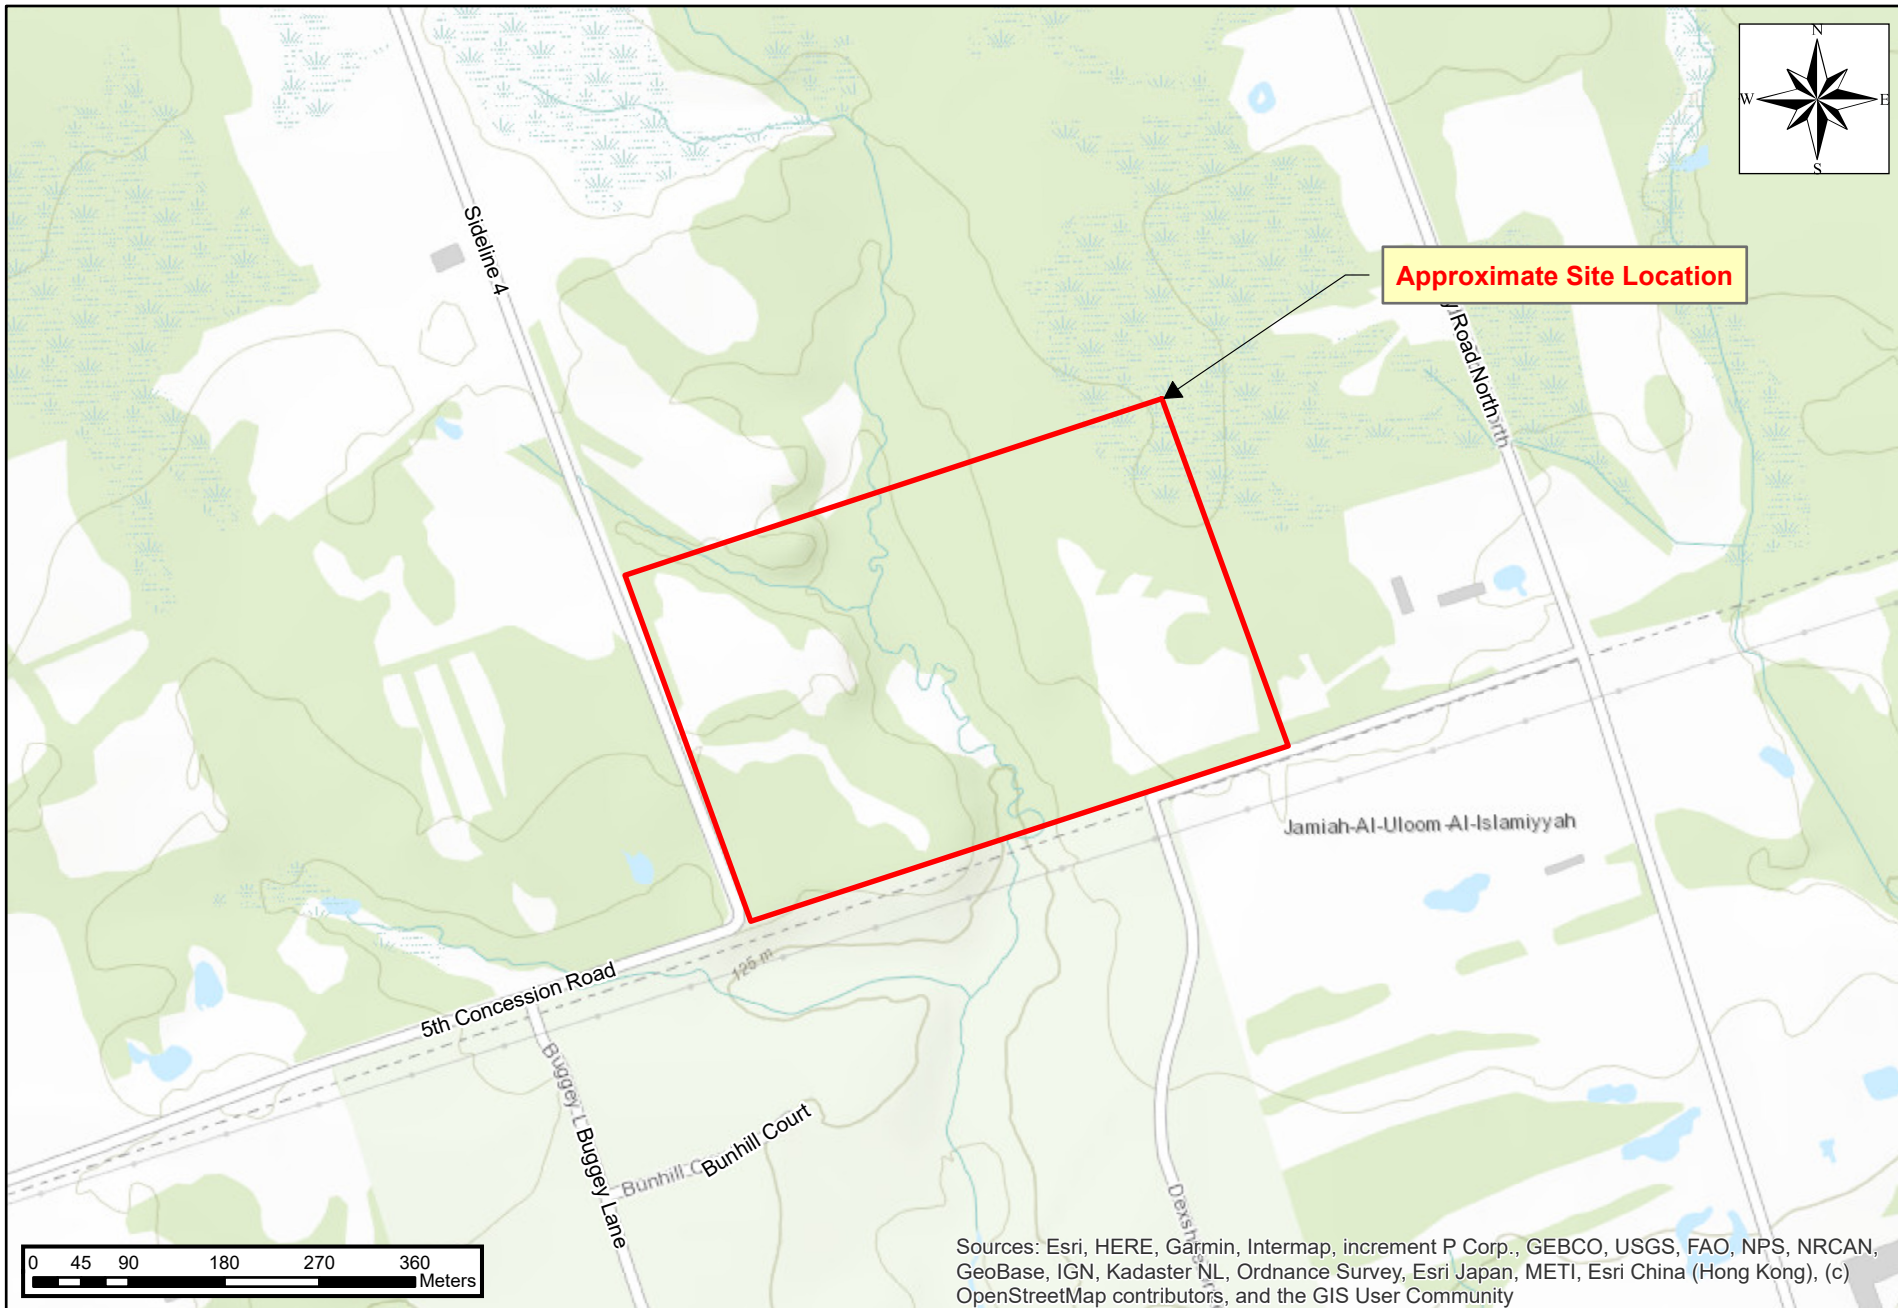 N
W E
S
Sideline 4
Approximate Site Location
Road North
orth
Jamiah-Al-Uloom-Al-Islamiyyah
125 m
5th Concession Road
Buggey L
Buggey Lane
Bunhill Court
Bunhill C
0 45 90 180 270 360
Meters
Sources: Esri, HERE, Garmin, Intermap, increment P Corp., GEBCO, USGS, FAO, NPS, NRCAN,
GeoBase, IGN, Kadaster NL, Ordnance Survey, Esri Japan, METI, Esri China (Hong Kong), (c)
OpenStreetMap contributors, and the GIS User Community